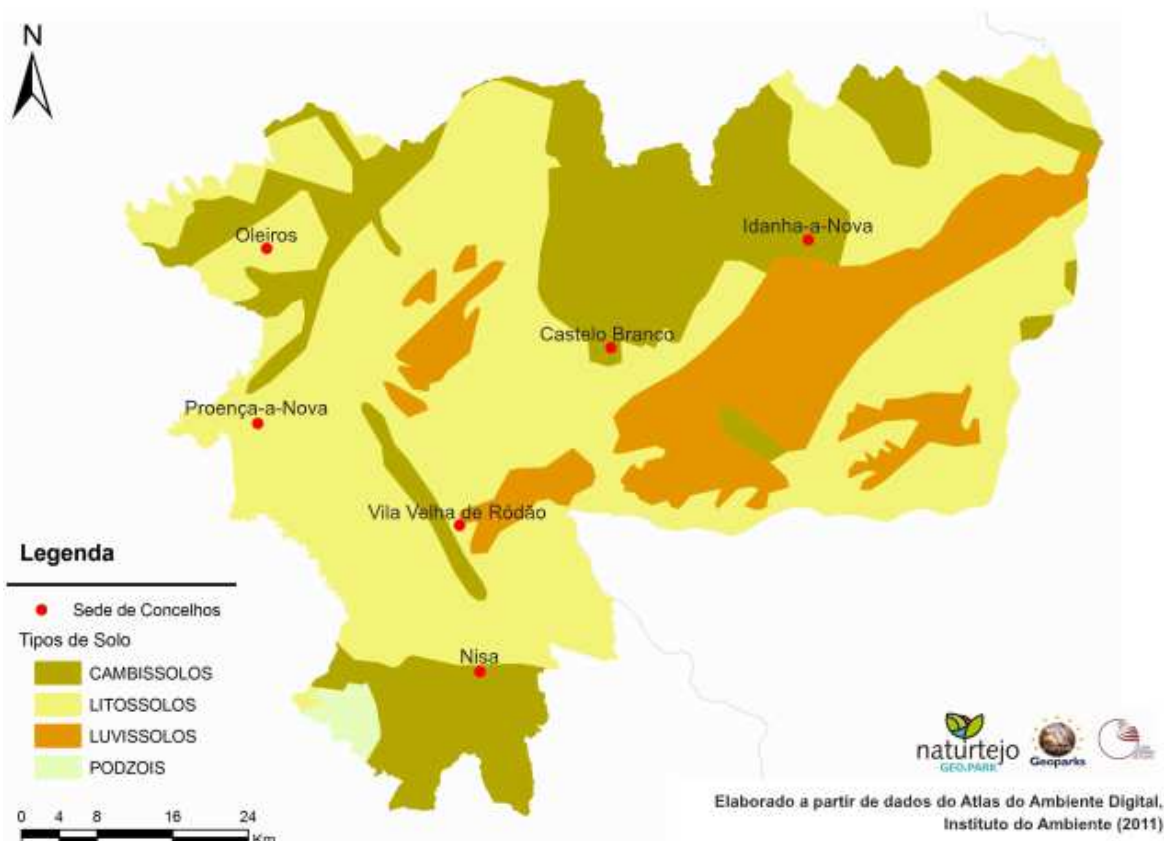 N
Oleiros
Idanha-a-Nova
Castelo Branco
Proença-a-Nova
Vila Velha de Ródão
Nisa
Legenda
Sede de Concelhos
Tipos de Solo
CAMBISSOLOS
LITOSSOLOS
LUVISSOLOS
PODZOIS
0 4 8 16 24
Km
naturtejo
GEO.PARK
Geoparks
Elaborado a partir de dados do Atlas do Ambiente Digital,
Instituto do Ambiente (2011)